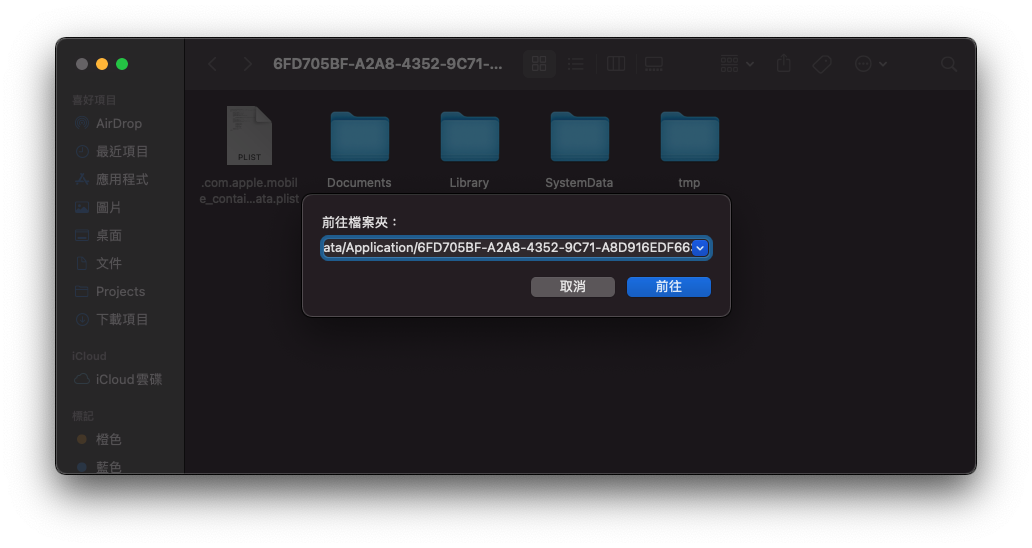 6FD705BF-A2A8-4352-9C71-...
喜好項目
AirDrop
最近項目
應用程式
圖片
桌面
文件
Projects
下載項目
iCloud
iCloud雲碟
標記
橙色
藍色
PLIST
.com.apple.mobil
e_contai...ata.plist
Documents
Library
SystemData
tmp
前往檔案夾：
ata/Application/6FD705BF-A2A8-4352-9C71-A8D916EDF66
取消
前往